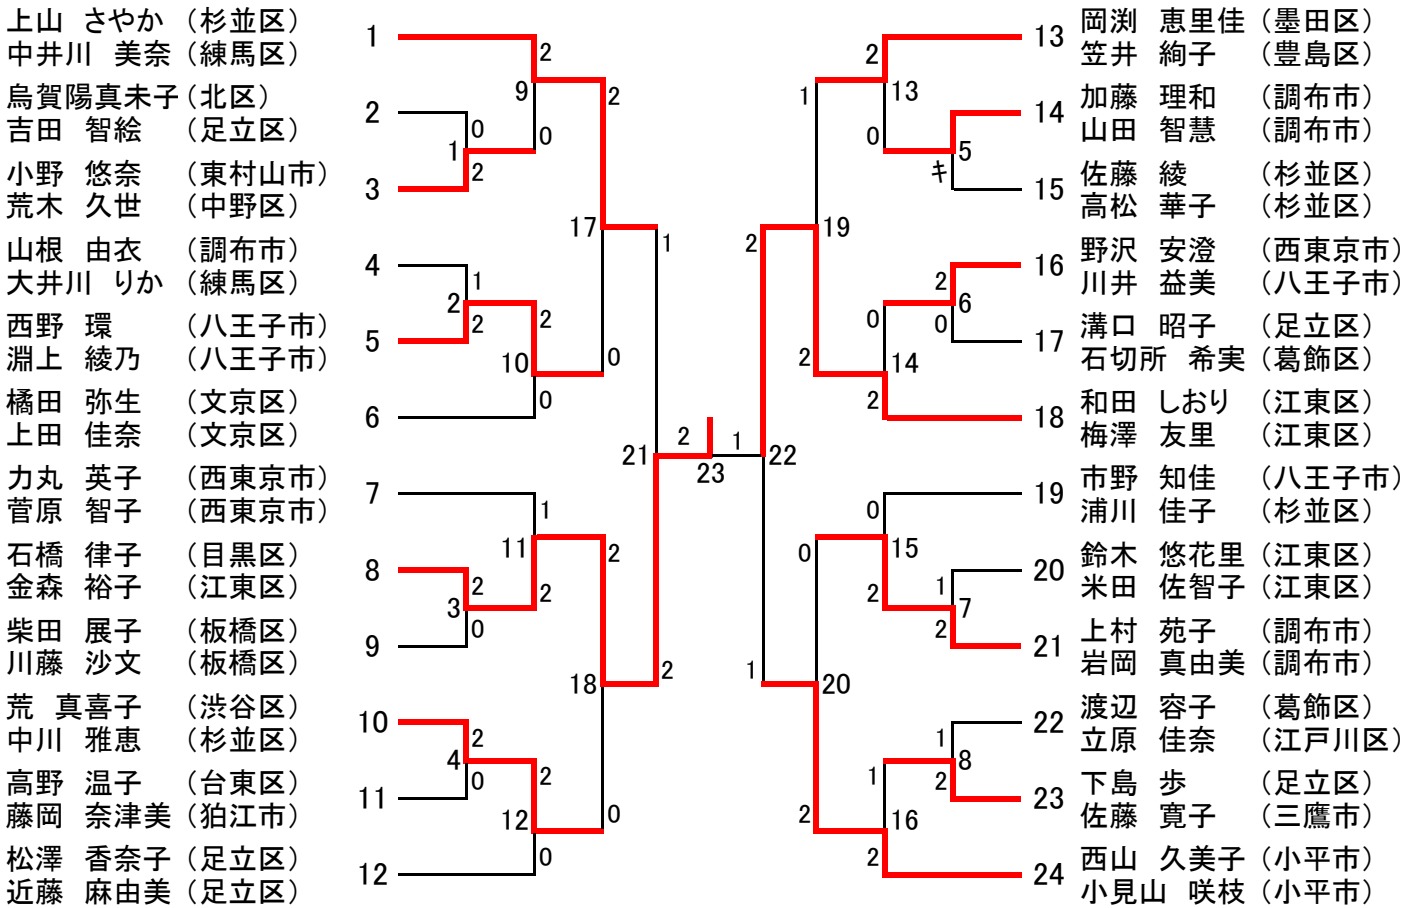 上山 さやか （杉並区）
1
中井川 美奈（練馬区）
烏賀陽真未子（北区）
2
吉田 智絵 （足立区）
小野 悠奈 （東村山市）
3
荒木 久世 （中野区）
山根 由衣 （調布市）
4
大井川 りか （練馬区）
西野 環 （八王子市）
5
淵上 綾乃 （八王子市）
橘田 弥生 （文京区）
6
上田 佳奈 （文京区）
力丸 英子 （西東京市）
7
菅原 智子 （西東京市）
石橋 律子 （目黒区）
8
金森 裕子 （江東区）
柴田 展子 （板橋区）
9
川藤 沙文 （板橋区）
荒 真喜子 （渋谷区）
10
中川 雅恵 （杉並区）
高野 温子 （台東区）
11
藤岡 奈津美（狛江市）
松澤 香奈子（足立区）
12
近藤 麻由美（足立区）
2
9
0
0
1
2
2
17
1
1
2
2
2
10
0
0
21
1
11
2
2
3
0
2
18
2
2
4
0
2
12
0
0
2
1
23
2
13
0
1
5
キ
2
19
2
6
0
0
14
2
2
22
0
15
2
1
7
2
0
1
20
1
8
2
1
16
2
2
岡渕 恵里佳（墨田区）
13
笠井 絢子 （豊島区）
加藤 理和 （調布市）
14
山田 智慧 （調布市）
佐藤 綾 （杉並区）
15
高松 華子 （杉並区）
野沢 安澄 （西東京市）
16
川井 益美 （八王子市）
溝口 昭子 （足立区）
17
石切所 希実（葛飾区）
和田 しおり （江東区）
18
梅澤 友里 （江東区）
市野 知佳 （八王子市）
19
浦川 佳子 （杉並区）
鈴木 悠花里（江東区）
20
米田 佐智子（江東区）
上村 苑子 （調布市）
21
岩岡 真由美（調布市）
渡辺 容子 （葛飾区）
22
立原 佳奈 （江戸川区）
下島 歩 （足立区）
23
佐藤 寛子 （三鷹市）
西山 久美子（小平市）
24
小見山 咲枝（小平市）